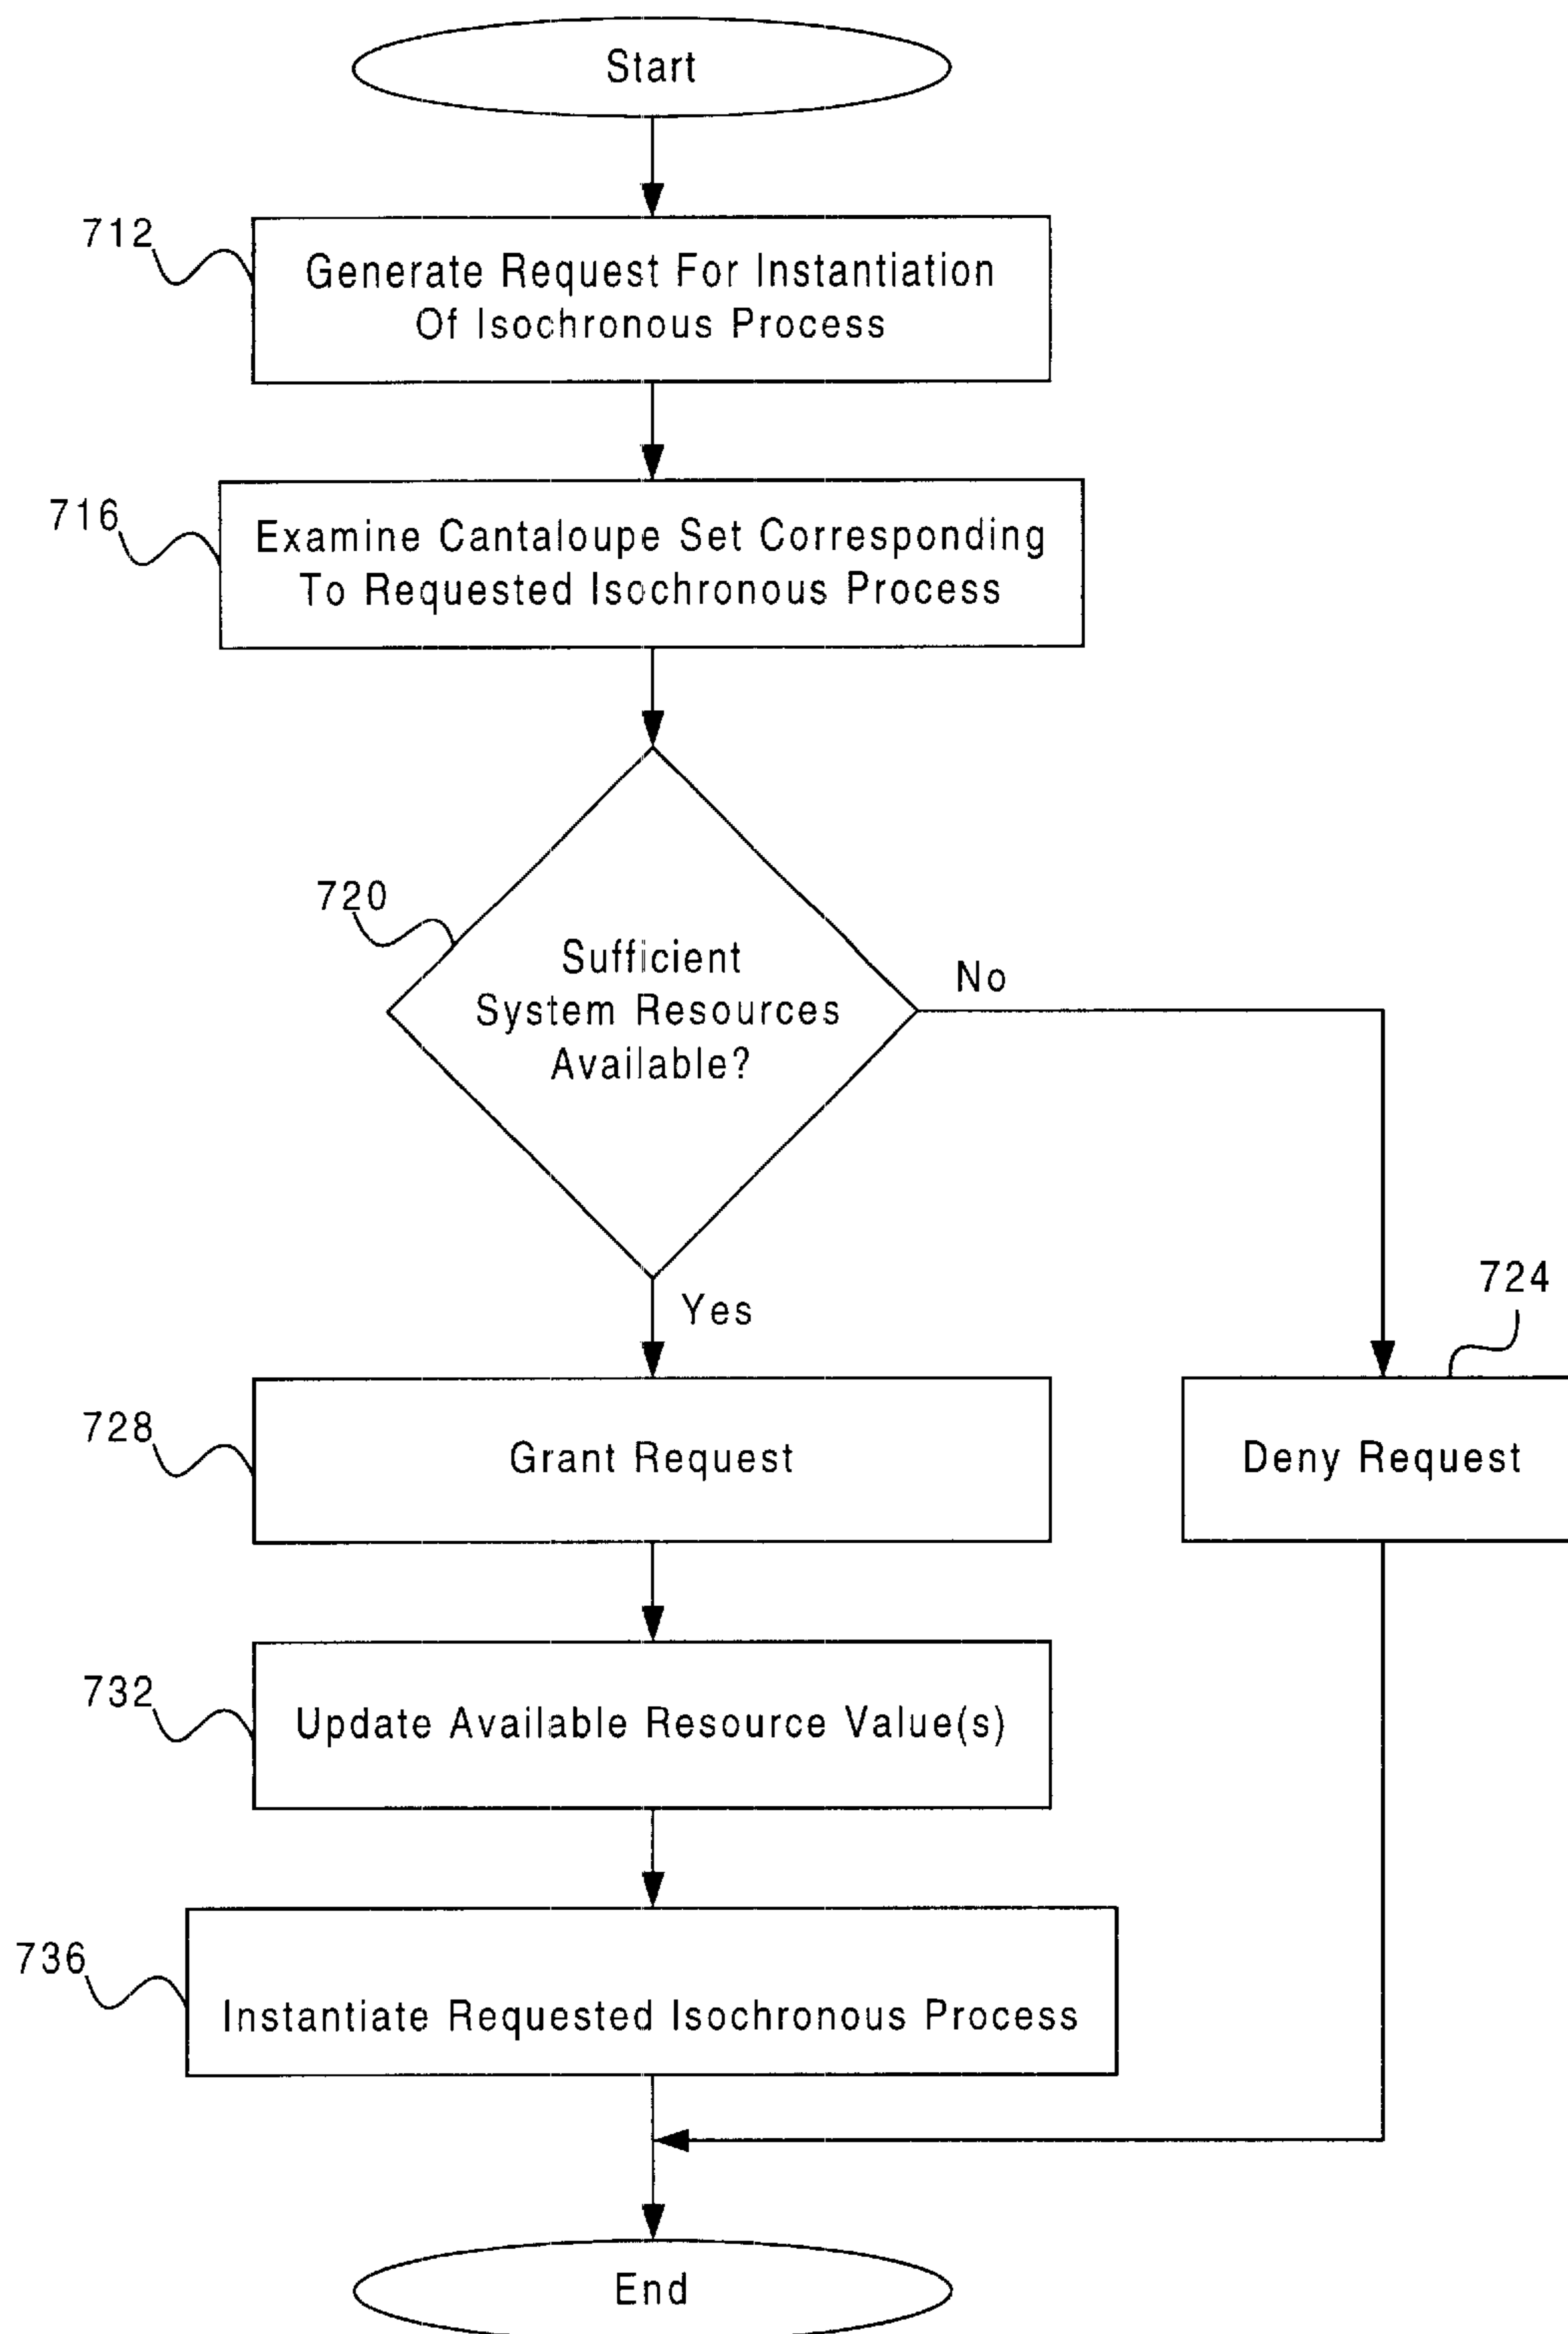 Start
712
Generate Request For Instantiation
Of Isochronous Process
716
Examine Cantaloupe Set Corresponding
To Requested Isochronous Process
720
Sufficient
System Resources
Available?
No
Yes
724
728
Grant Request
Deny Request
732
Update Available Resource Value(s)
736
Instantiate Requested Isochronous Process
End